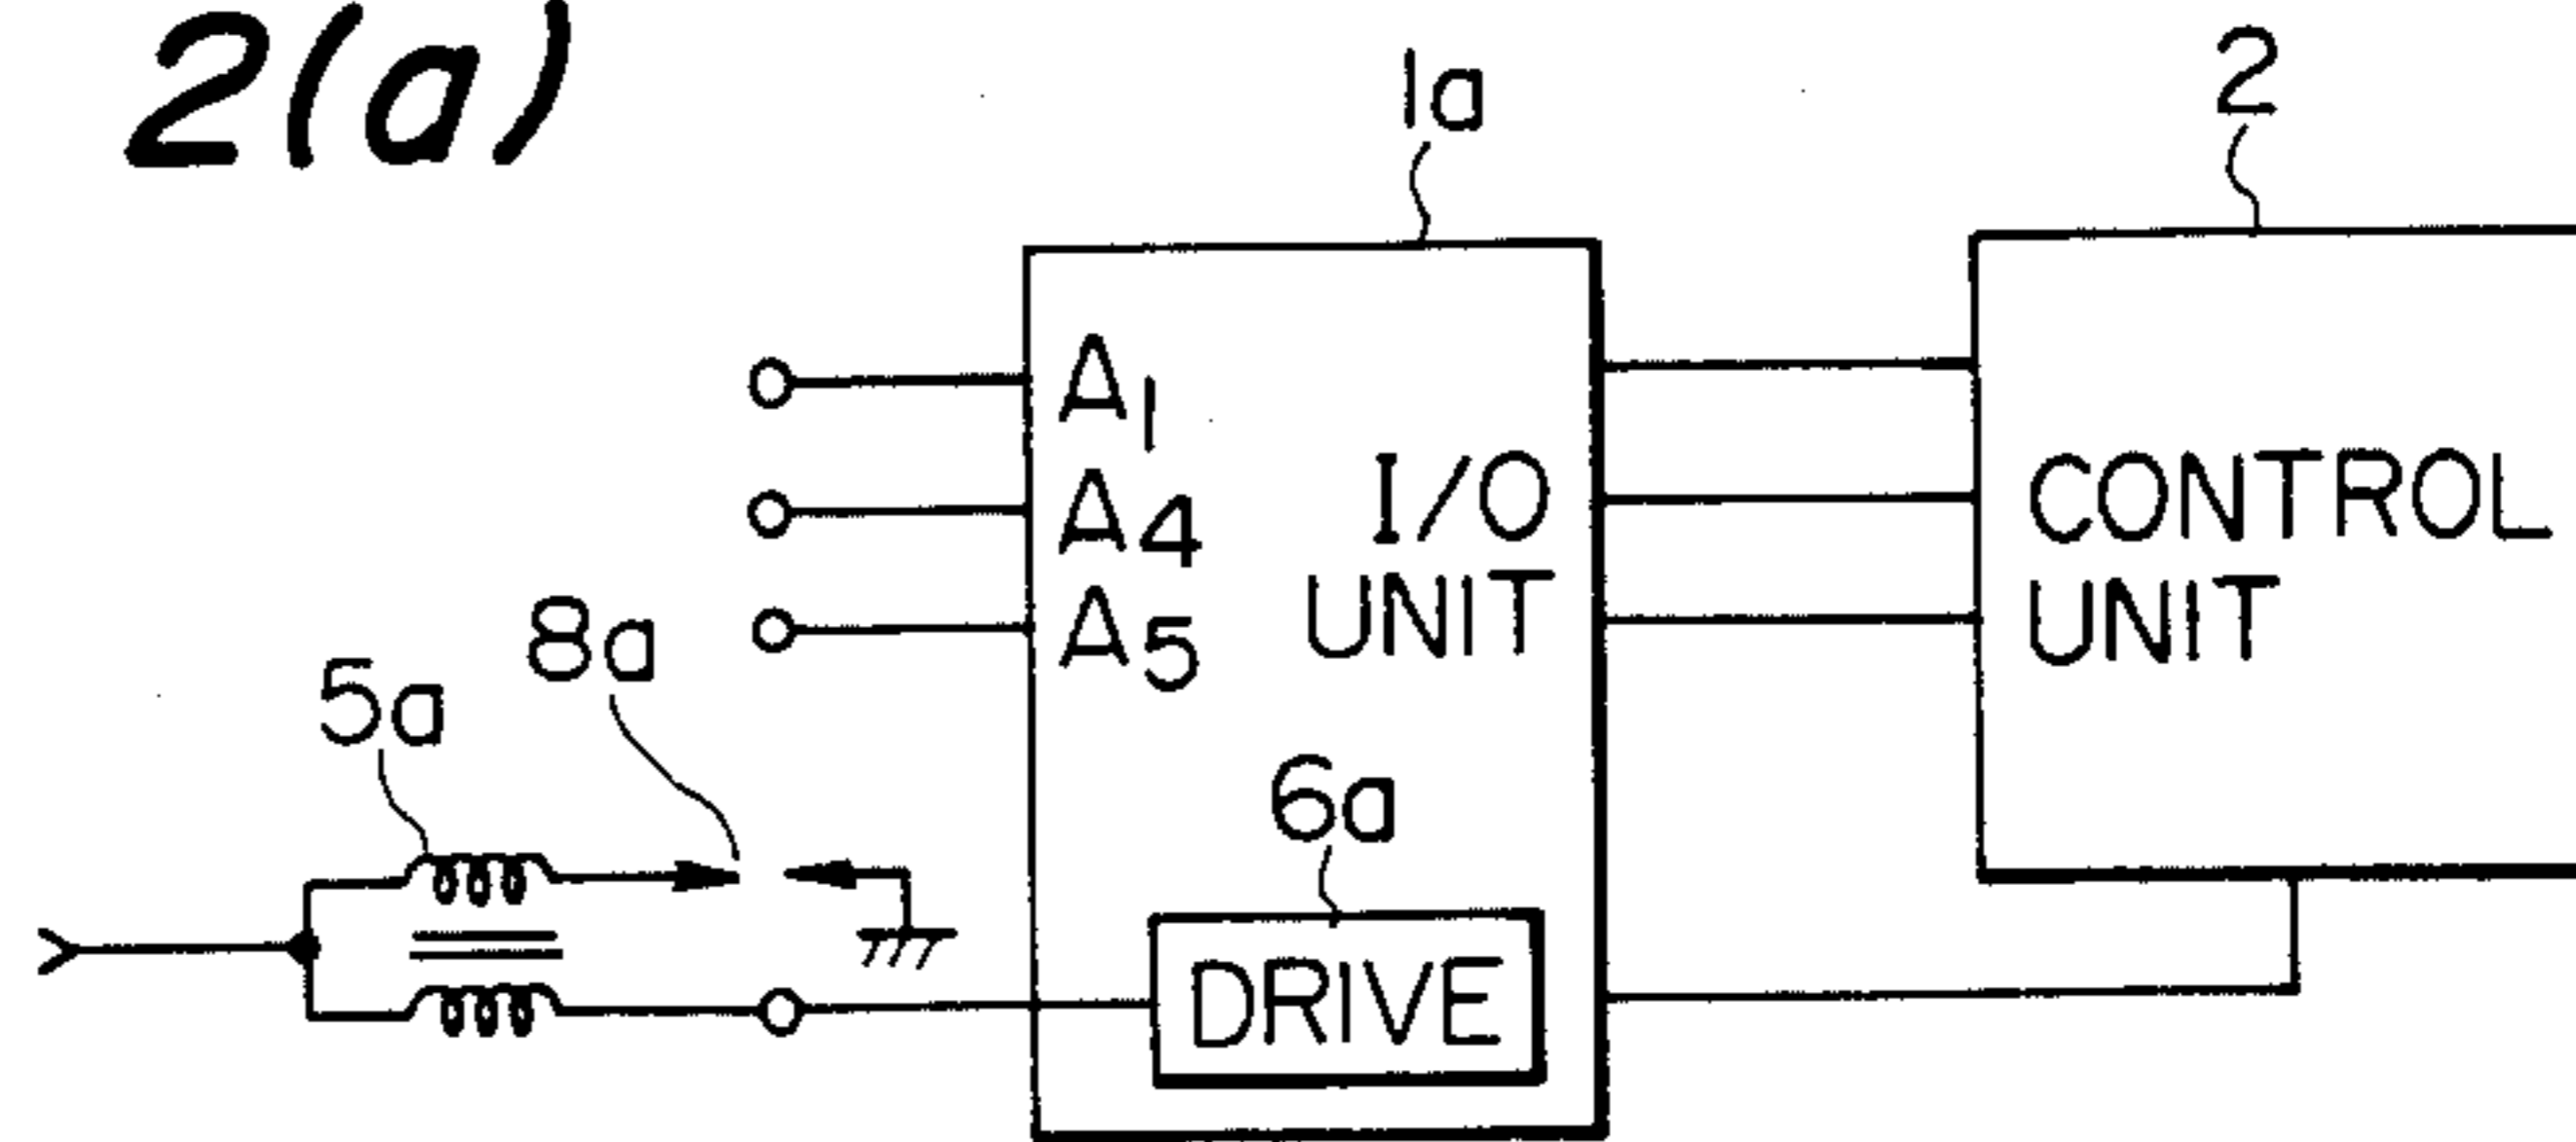 2(a)
1a
2
A1
A4
A5
I/O
UNIT
CONTROL
UNIT
5a
8a
6a
DRIVE